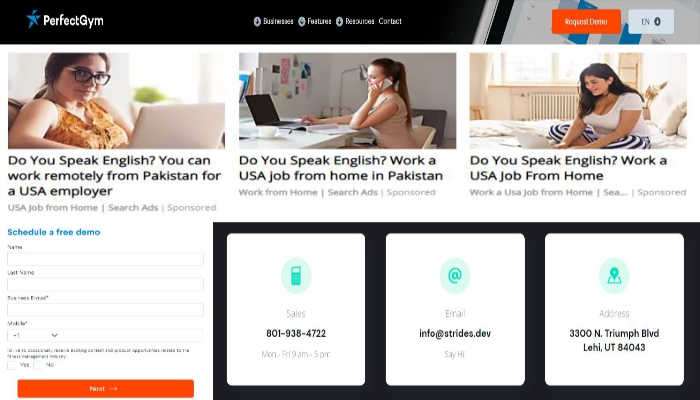 PerfectGym
Businesses Features Resources Contact
Request Demo
EN
Do You Speak English? You can
work remotely from Pakistan for
a USA employer
USA Job from Home | Search Ads | Sponsored
Do You Speak English? Work a
USA job from home in Pakistan
Work from Home | Search Ads | Sponsored
Do You Speak English? Work a
USA Job From Home
Work a Usa Job from Home | Sea... | Sponsored
Schedule a free demo
Name
Last Name
Business E-mail*
Mobile*
+1
I'd like to occasionally receive exciting content and product opportunities related to the
fitness management industry
Yes No
Next →
Sales
801-938-4722
Mon - Fri 9 am - 5 pm
@
Email
info@strides.dev
Say Hi!
Address
3300 N. Triumph Blvd
Lehi, UT 84043